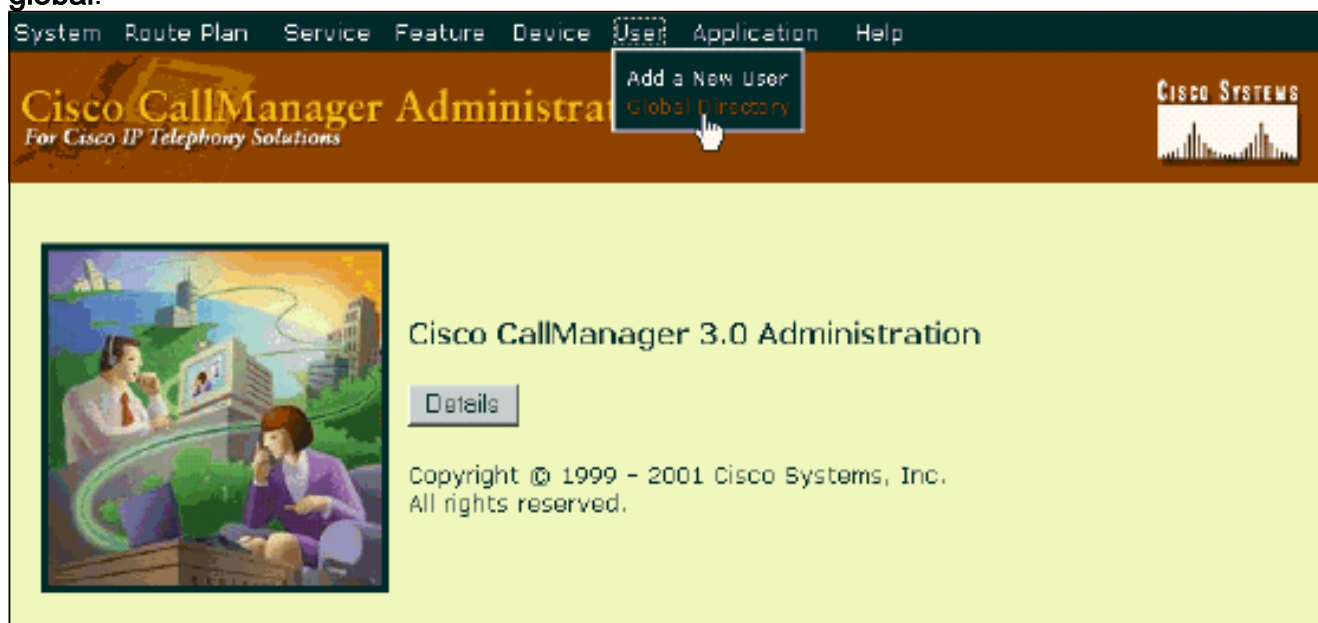 global.
System Route Plan Service Feature Device User Application Help
Add a New User
Global Directory
Cisco CallManager Administrat
For Cisco IP Telephony Solutions
CISCO SYSTEMS
Cisco CallManager 3.0 Administration
Details
Copyright © 1999 - 2001 Cisco Systems, Inc.
All rights reserved.